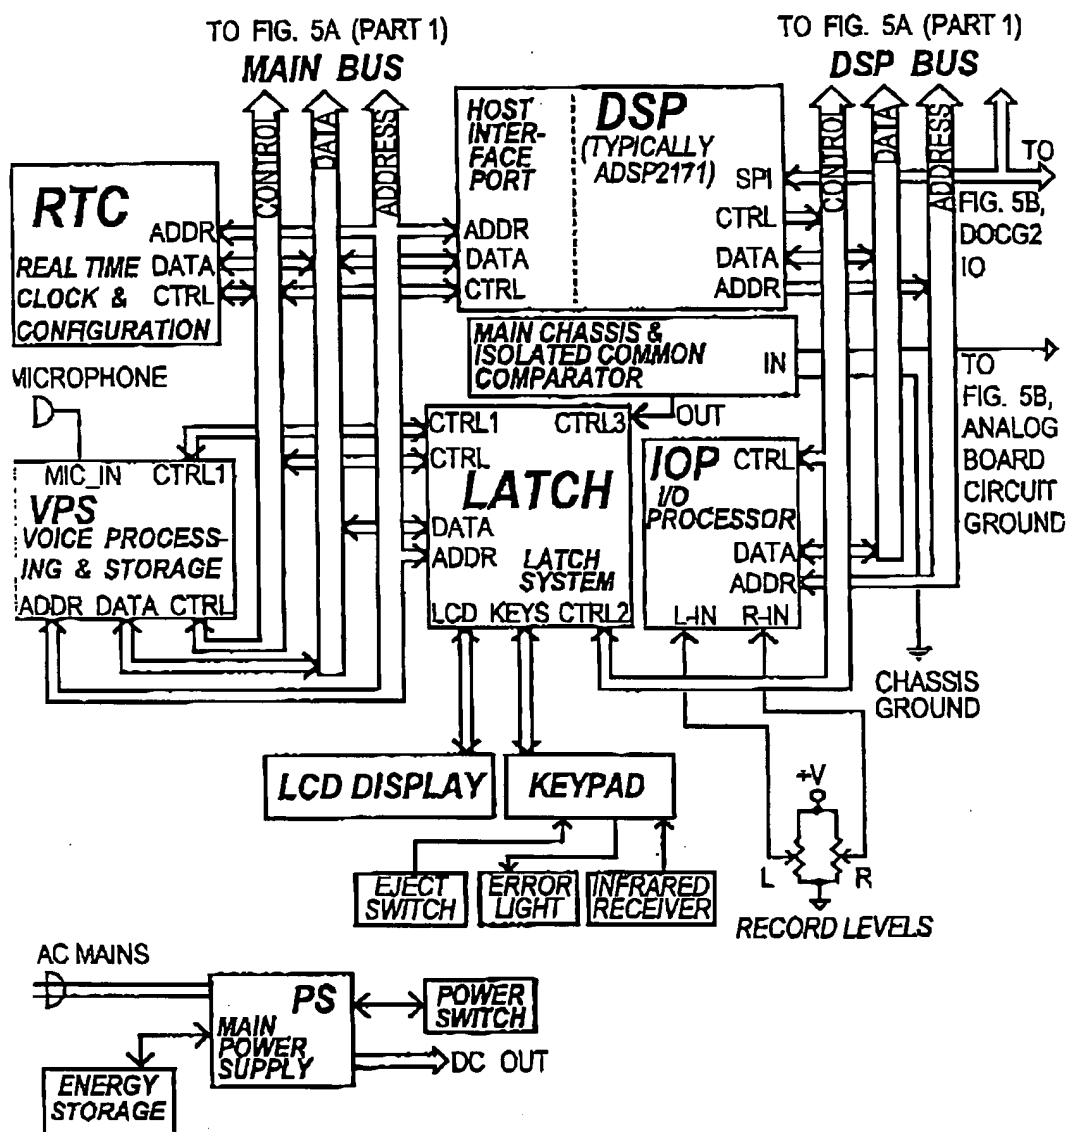 TO FIG. 5A (PART 1)
MAIN BUS
TO FIG. 5A (PART 1)
DSP BUS
CONTROL
DATA
ADDRESS
HOST
INTER-
FACE
PORT
DSP
(TYPICALLY
ADSP2171)
SPI
CTRL
DATA
ADDR
ADDR
DATA
CTRL
CONTROL
DATA
ADDRESS
TO
FIG. 5B,
DOCG2
IO
RTC
ADDR
REAL TIME DATA
CLOCK & CTRL
CONFIGURATION
MAIN CHASSIS &
ISOLATED COMMON
COMPARATOR
IN
OUT
TO
FIG. 5B,
ANALOG
BOARD
CIRCUIT
GROUND
MICROPHONE
MIC_IN CTRL1
VPS
VOICE PROCESS-
ING & STORAGE
ADDR DATA CTRL
CTRL1 CTRL3
CTRL
LATCH
DATA
ADDR
LATCH
SYSTEM
LCD KEYS CTRL2
IOP CTRL
I/O
PROCESSOR
DATA
ADDR
L-IN R-IN
CHASSIS
GROUND
LCD DISPLAY
KEYPAD
EJECT
SWITCH
ERROR
LIGHT
INFRARED
RECEIVER
+V
L R
RECORD LEVELS
AC MAINS
PS
MAIN
POWER
SUPPLY
POWER
SWITCH
DC OUT
ENERGY
STORAGE